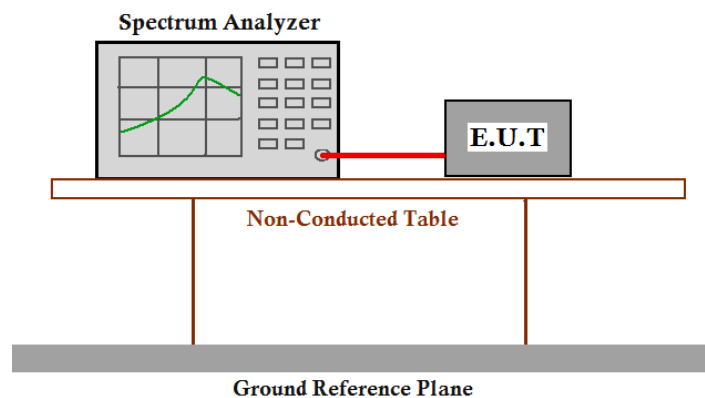 Spectrum Analyzer
E.U.T
Non-Conducted Table
Ground Reference Plane